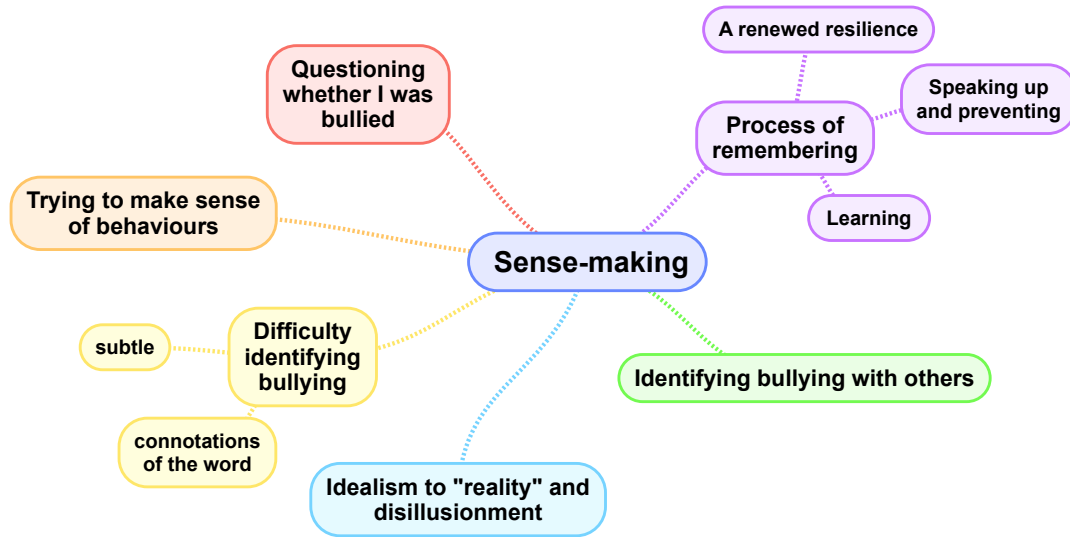 A renewed resilience
Questioning
whether I was
bullied
Speaking up
and preventing
Process of
remembering
Trying to make sense
of behaviours
Learning
Sense-making
Difficulty
identifying
bullying
subtle
Identifying bullying with others
connotations
of the word
Idealism to "reality" and
disillusionment